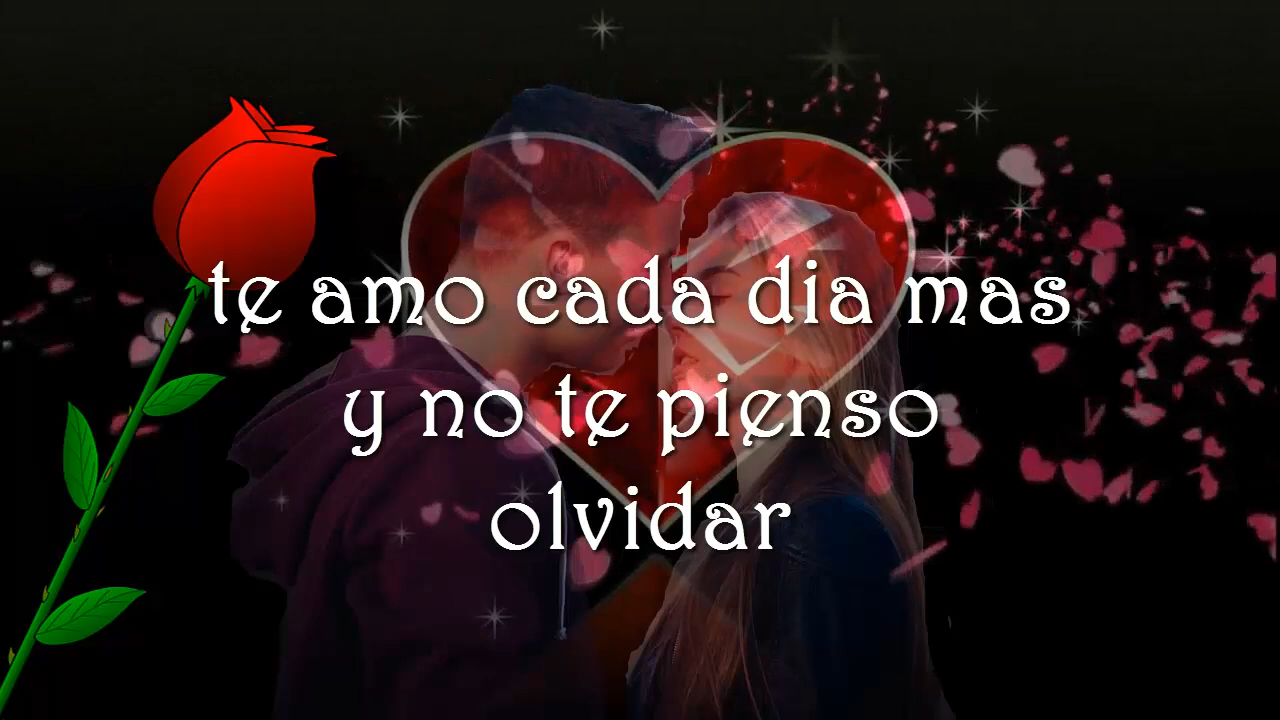 te amo cada dia mas
y no te pienso
olvidar